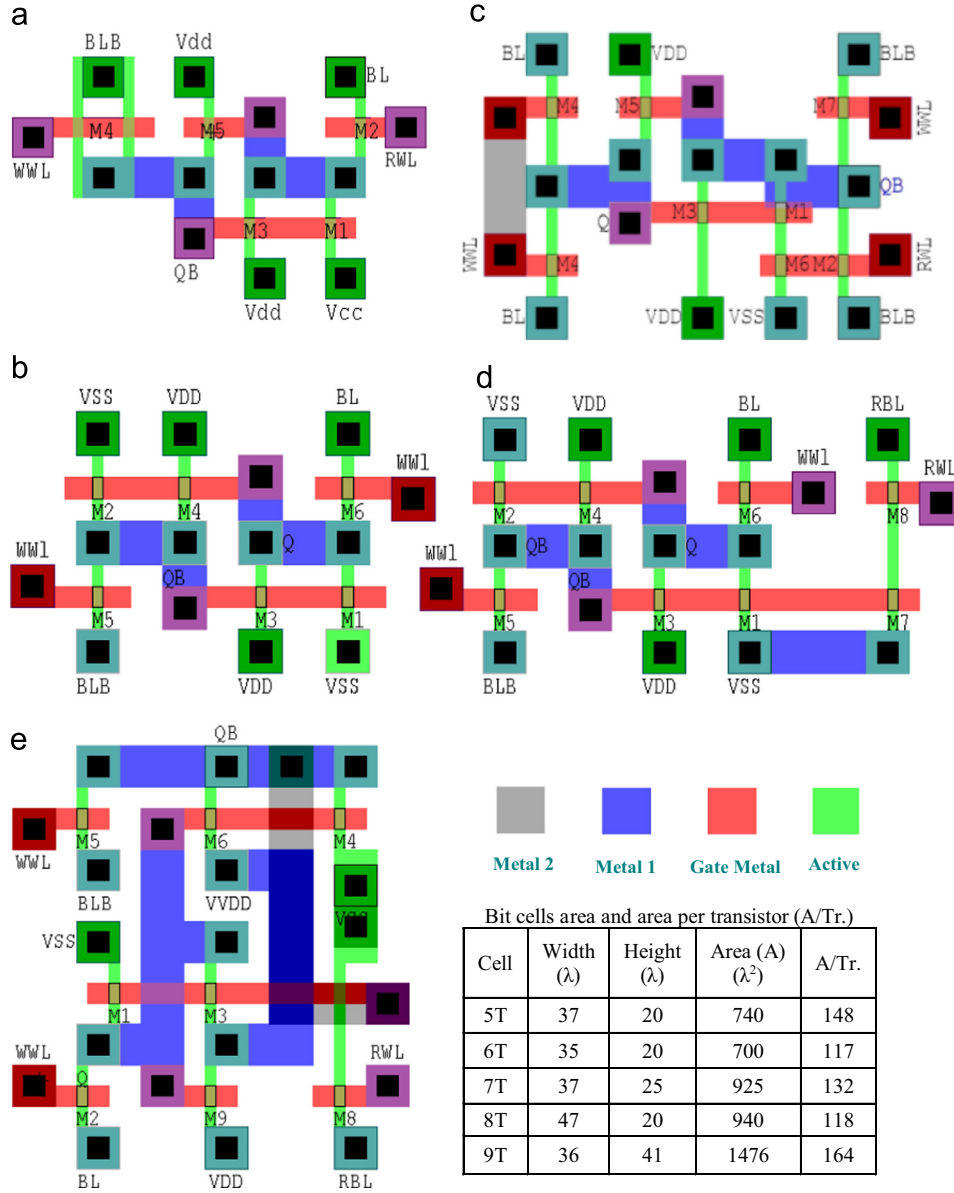 a
BLB
Vdd
BL
M4
M5
M2
WWL
RWL
M3
M1
QB
Vdd
Vcc
c
BL
VDD
BLB
M4
M5
M7
WWL
QB
Q
M3
M1
WWL
M4
M6
M2
RWL
BL
VDD
VSS
BLB
b
VSS
VDD
BL
WWl
M2
M4
M6
Q
WWl
QB
M5
M3
M1
BLB
VDD
VSS
d
VSS
VDD
BL
RBL
WWl
RWL
M2
M4
M6
M8
QB
Q
WWl
QB
M5
M3
M1
M7
BLB
VDD
VSS
e
QB
M5
M6
M4
WWL
BLB
VVDD
VSS
VSS
M1
M3
WWL
Q
RWL
M2
M9
M8
BL
VDD
RBL
Metal 2
Metal 1
Gate Metal
Active
Bit cells area and area per transistor (A/Tr.)
Cell Width (λ) Height (λ) Area (A) (λ²) A/Tr.
5T 37 20 740 148
6T 35 20 700 117
7T 37 25 925 132
8T 47 20 940 118
9T 36 41 1476 164